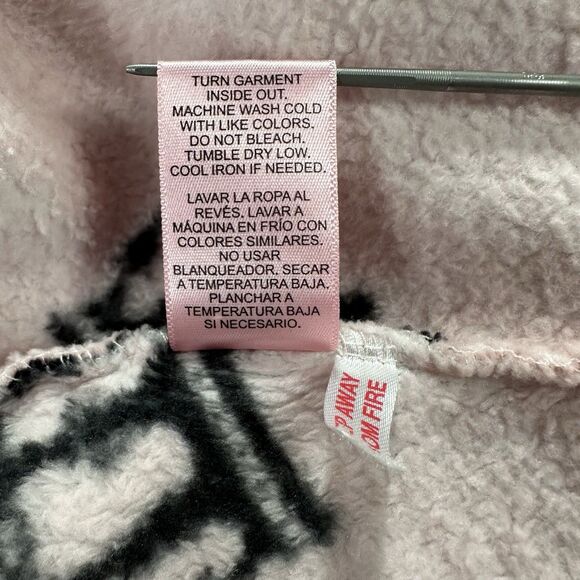 TURN GARMENT
INSIDE OUT.
MACHINE WASH COLD
WITH LIKE COLORS.
DO NOT BLEACH.
TUMBLE DRY LOW.
COOL IRON IF NEEDED.
LAVAR LA ROPA AL
REVÉS. LAVAR A
MÁQUINA EN FRÍO CON
COLORES SIMILARES.
NO USAR
BLANQUEADOR. SECAR
A TEMPERATURA BAJA.
PLANCHAR A
TEMPERATURA BAJA
SI NECESARIO.
AWAY
FIRE